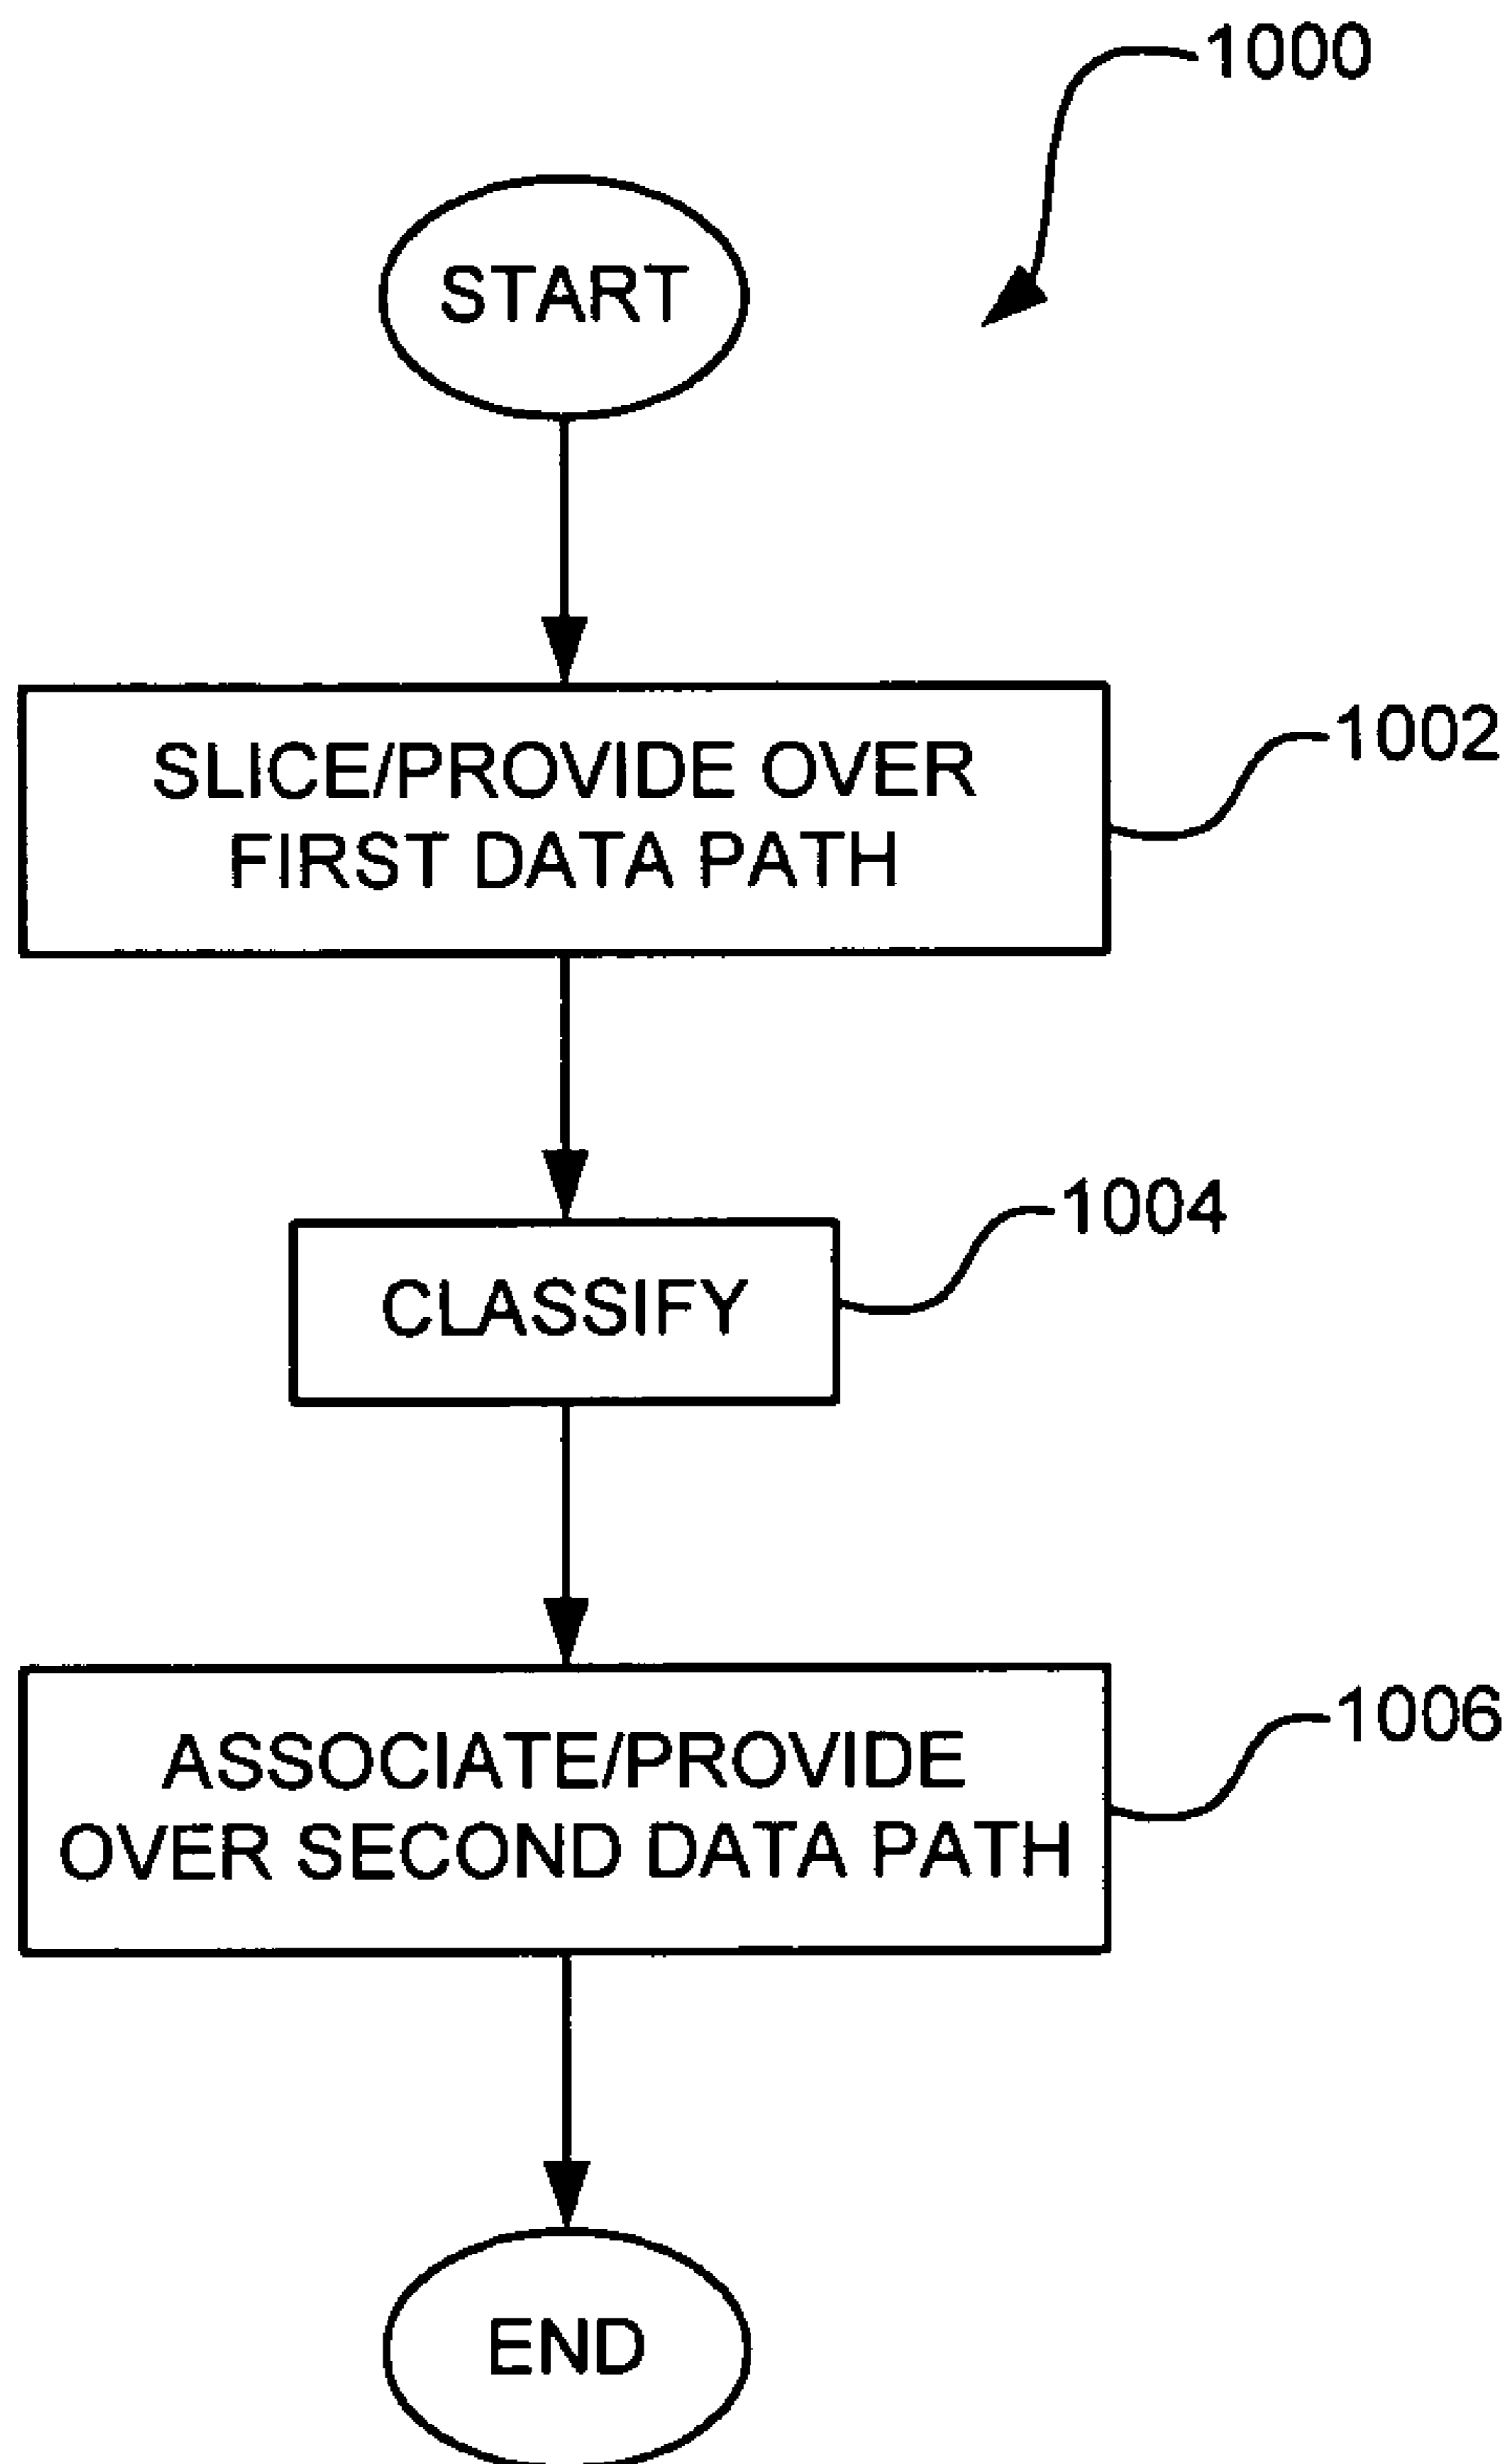 1000
START
SLICE/PROVIDE OVER
FIRST DATA PATH
1002
CLASSIFY
1004
ASSOCIATE/PROVIDE
OVER SECOND DATA PATH
1006
END